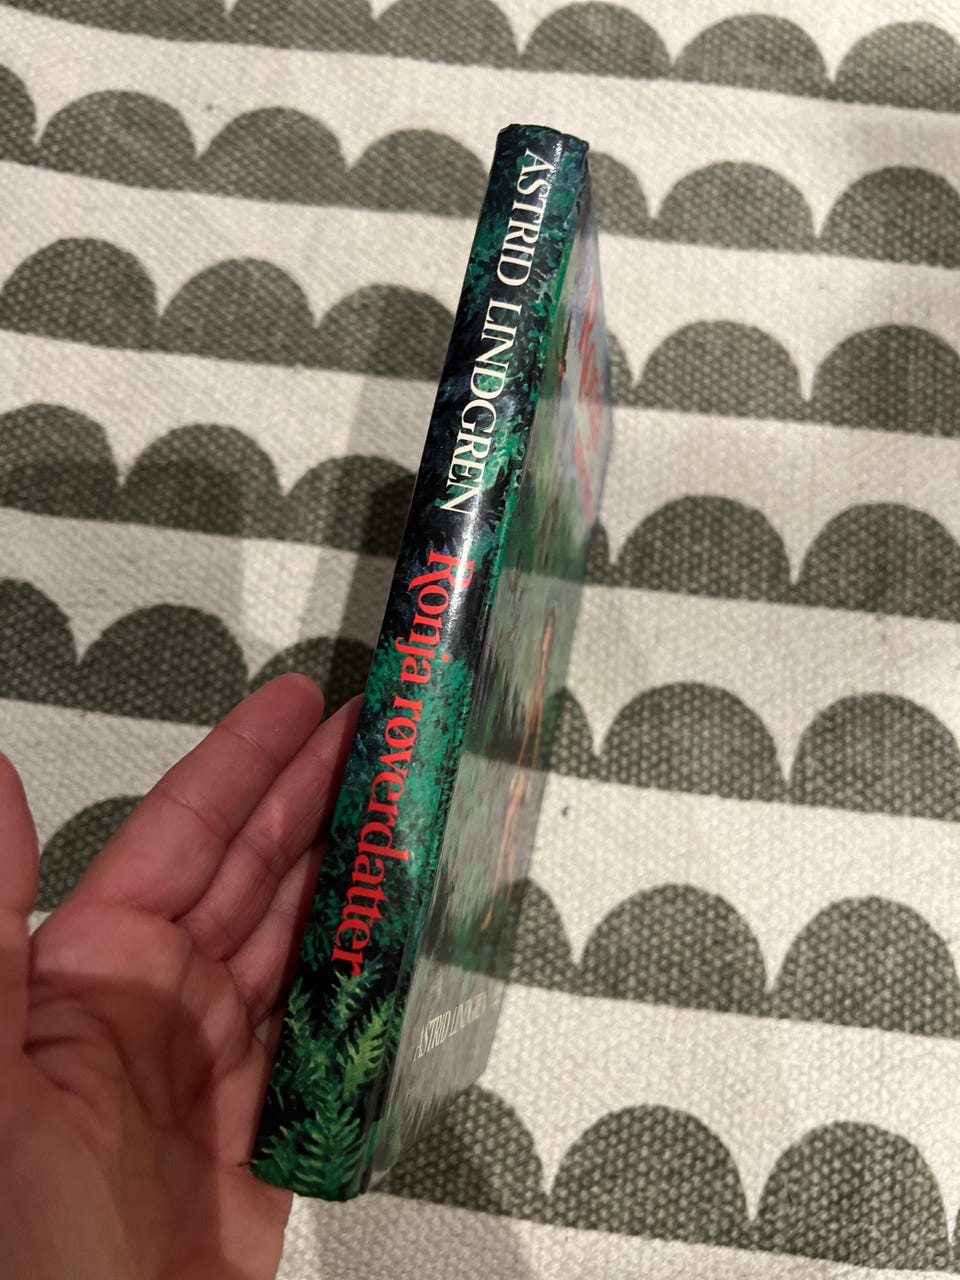 ASTRID LINDGREN Ronja røverdatter
ASTRID LINDGREN